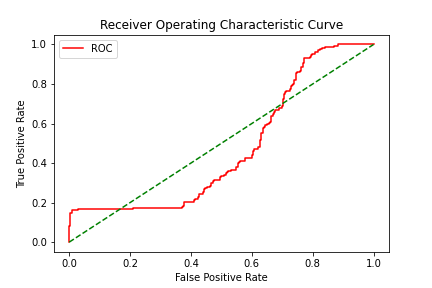 Receiver Operating Characteristic Curve
ROC
True Positive Rate
1.0
0.8
0.6
0.4
0.2
0.0
0.0 0.2 0.4 0.6 0.8 1.0
False Positive Rate